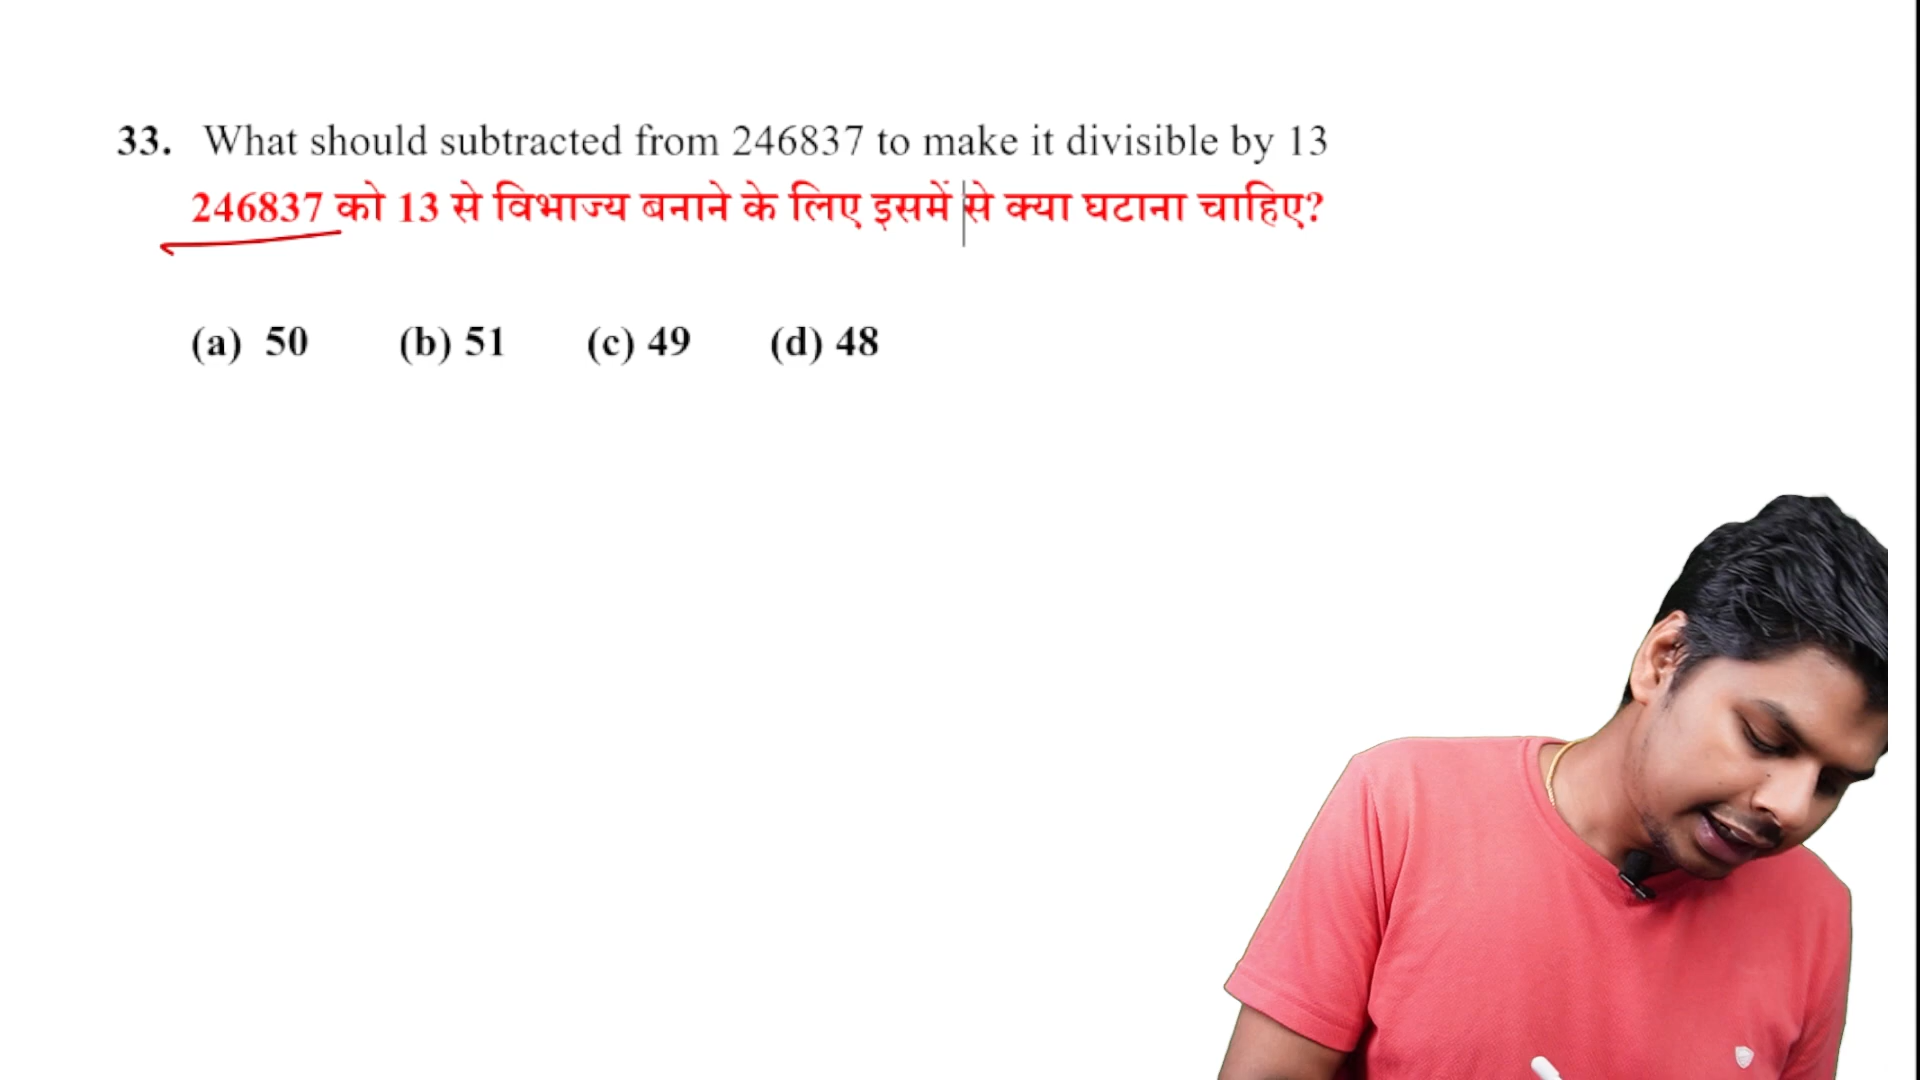 33. What should subtracted from 246837 to make it divisible by 13
246837 को 13 से विभाज्य बनाने के लिए इसमें से क्या घटाना चाहिए?
(a) 50 (b) 51 (c) 49 (d) 48